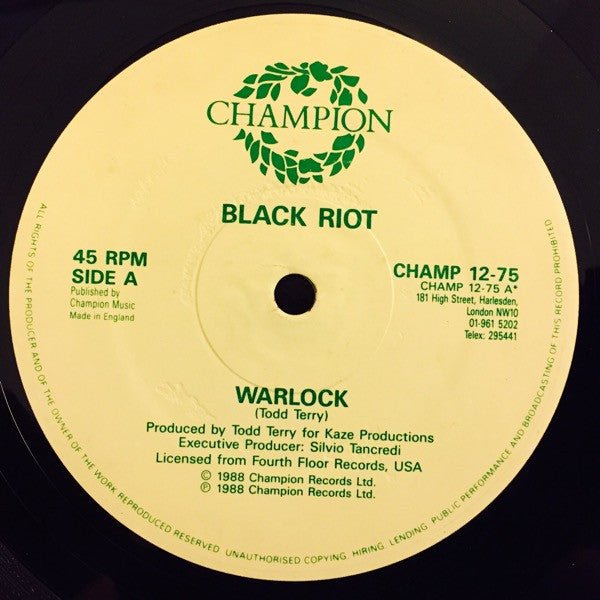 CHAMPION
BLACK RIOT
45 RPM
SIDE A
Published by
Champion Music
Made in England
CHAMP 12-75
CHAMP 12-75 A*
181 High Street, Harlesden,
London NW10
01-961 5202
Telex: 295441
WARLOCK
(Todd Terry)
Produced by Todd Terry for Kaze Productions
Executive Producer: Silvio Tancredi
Licensed from Fourth Floor Records, USA
© 1988 Champion Records Ltd.
℗ 1988 Champion Records Ltd.
ALL RIGHTS OF THE PRODUCER AND OF THE OWNER OF THE WORK REPRODUCED RESERVED. UNAUTHORISED COPYING, HIRING, LENDING, PUBLIC PERFORMANCE AND BROADCASTING OF THIS RECORD PROHIBITED